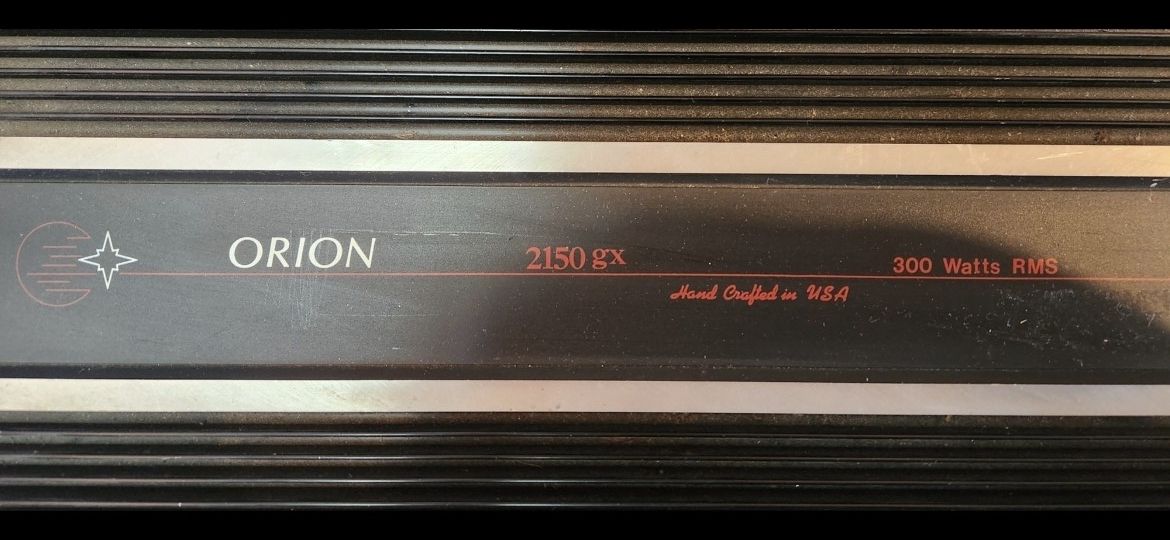 ORION 2150 gx 300 Watts RMS
Hand Crafted in USA